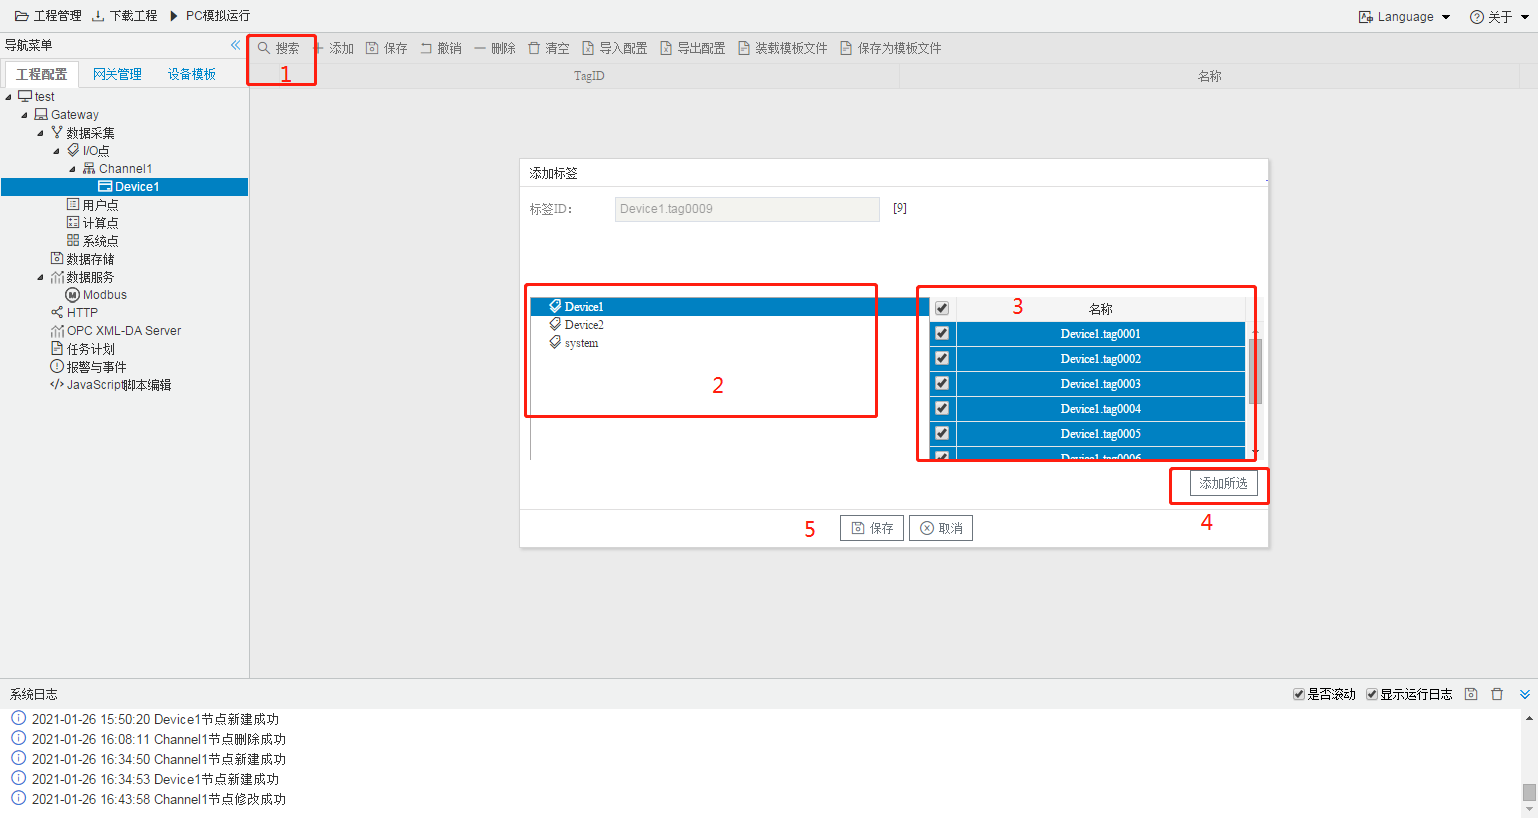 工程管理 下载工程 PC模拟运行 Language 关于
导航菜单
搜索 添加 保存 撤销 删除 清空 导入配置 导出配置 装载模板文件 保存为模板文件
工程配置 网关管理 设备模板
1
TagID 名称
test
Gateway
数据采集
I/O点
Channel1
Device1
用户点
计算点
系统点
数据存储
数据服务
Modbus
HTTP
OPC XML-DA Server
任务计划
报警与事件
JavaScript脚本编辑
添加标签
标签ID: Device1.tag0009 [9]
Device1
Device2
system
2
3
名称
Device1.tag0001
Device1.tag0002
Device1.tag0003
Device1.tag0004
Device1.tag0005
Device1.tag0006
添加所选
4
5
保存 取消
系统日志 是否滚动 显示运行日志
2021-01-26 15:50:20 Device1节点新建成功
2021-01-26 16:08:11 Channel1节点删除成功
2021-01-26 16:34:50 Channel1节点新建成功
2021-01-26 16:34:53 Device1节点新建成功
2021-01-26 16:43:58 Channel1节点修改成功